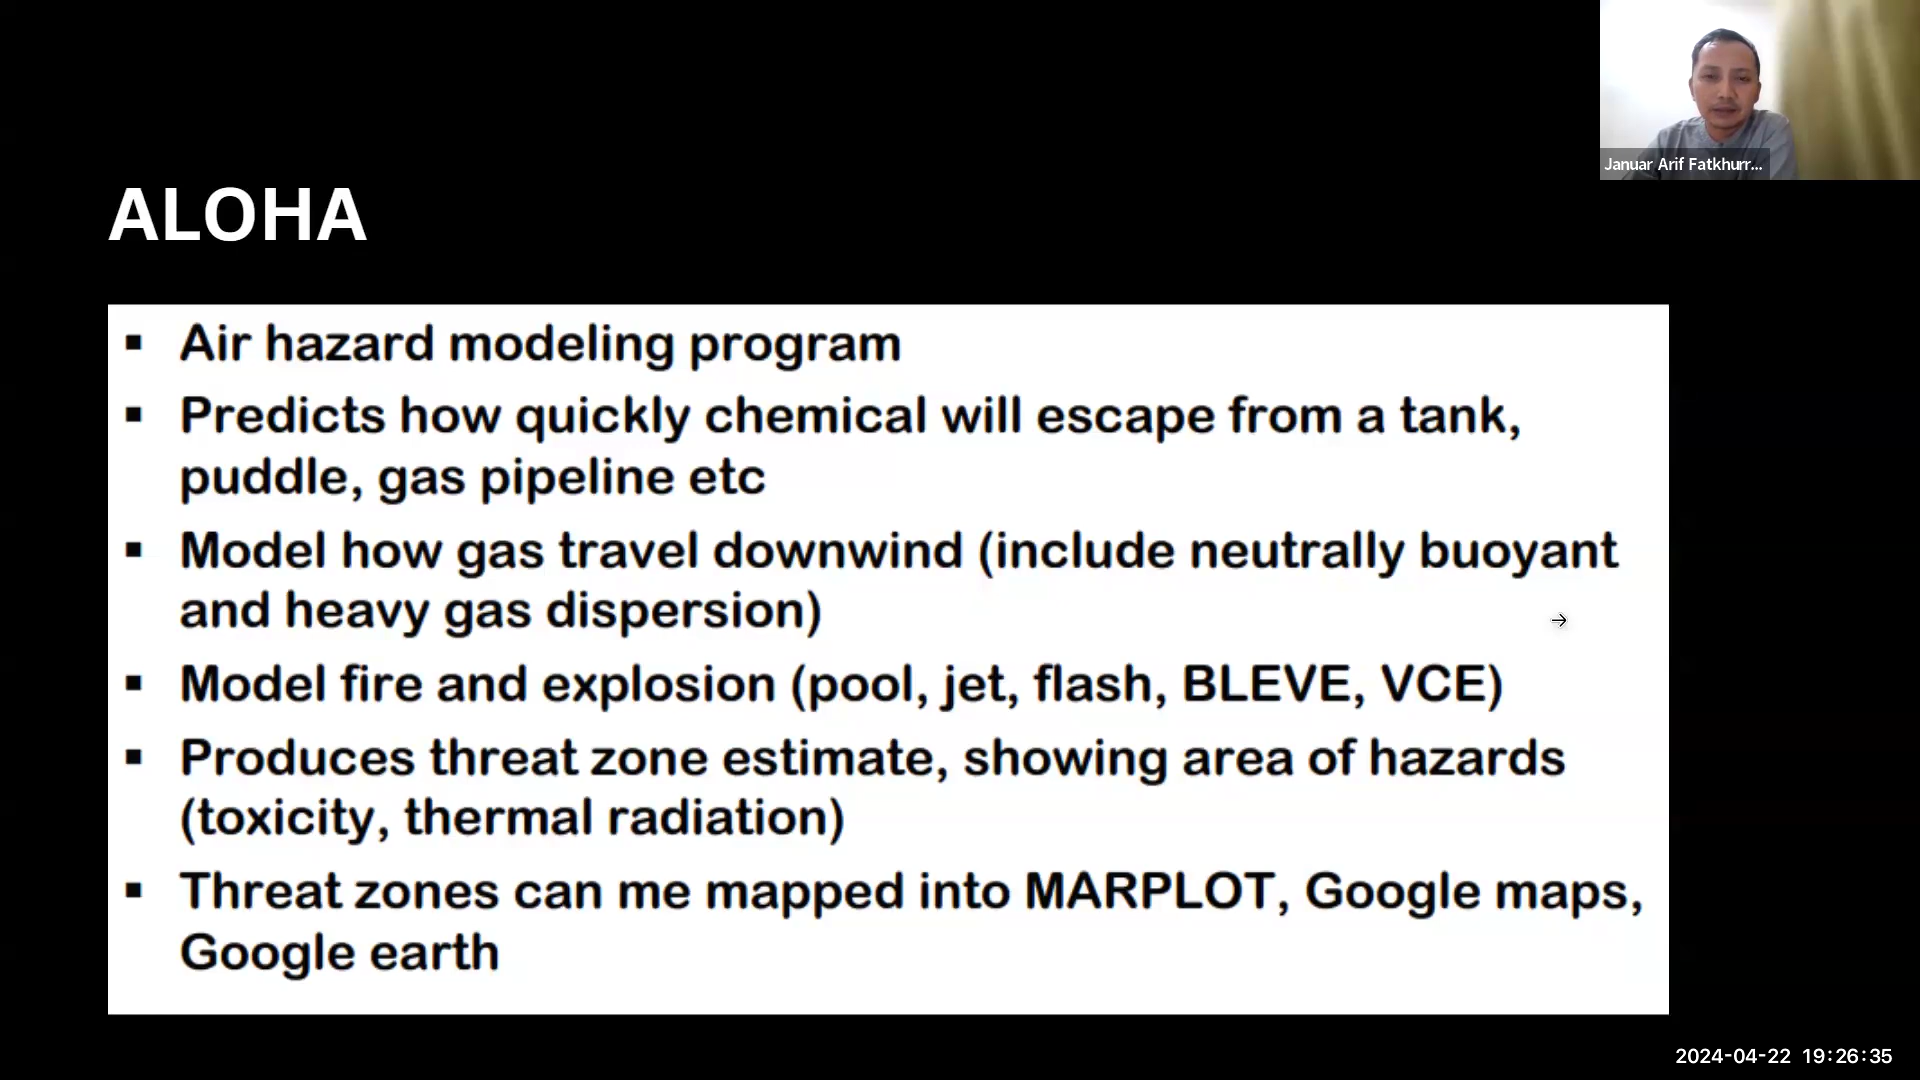 Januar Arif Fatkhurr...
ALOHA
▪ Air hazard modeling program
▪ Predicts how quickly chemical will escape from a tank,
puddle, gas pipeline etc
▪ Model how gas travel downwind (include neutrally buoyant
and heavy gas dispersion)
▪ Model fire and explosion (pool, jet, flash, BLEVE, VCE)
▪ Produces threat zone estimate, showing area of hazards
(toxicity, thermal radiation)
▪ Threat zones can me mapped into MARPLOT, Google maps,
Google earth
2024-04-22 19:26:35